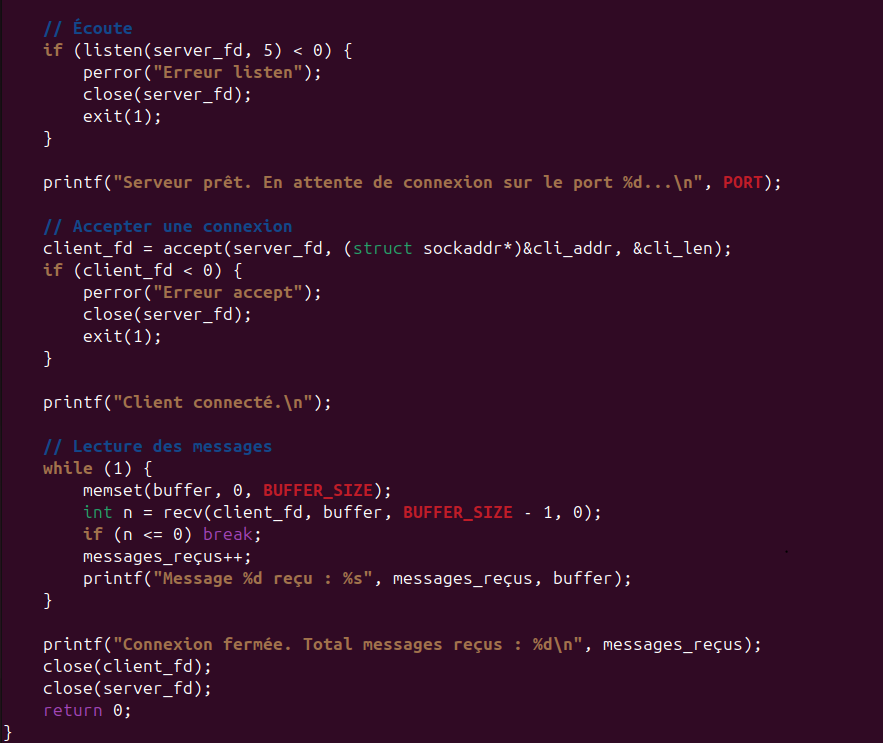 // Écoute
if (listen(server_fd, 5) < 0) {
perror("Erreur listen");
close(server_fd);
exit(1);
}
printf("Serveur prêt. En attente de connexion sur le port %d...\n", PORT);
// Accepter une connexion
client_fd = accept(server_fd, (struct sockaddr*)&cli_addr, &cli_len);
if (client_fd < 0) {
perror("Erreur accept");
close(server_fd);
exit(1);
}
printf("Client connecté.\n");
// Lecture des messages
while (1) {
memset(buffer, 0, BUFFER_SIZE);
int n = recv(client_fd, buffer, BUFFER_SIZE - 1, 0);
if (n <= 0) break;
messages_reçus++;
printf("Message %d reçu : %s", messages_reçus, buffer);
}
printf("Connexion fermée. Total messages reçus : %d\n", messages_reçus);
close(client_fd);
close(server_fd);
return 0;
}